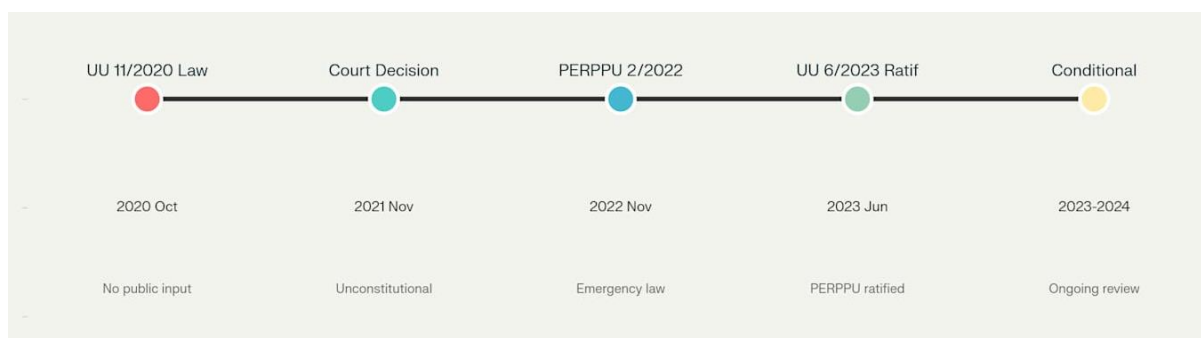 UU 11/2020 Law
Court Decision
PERPPU 2/2022
UU 6/2023 Ratif
Conditional
2020 Oct
2021 Nov
2022 Nov
2023 Jun
2023-2024
No public input
Unconstitutional
Emergency law
PERPPU ratified
Ongoing review